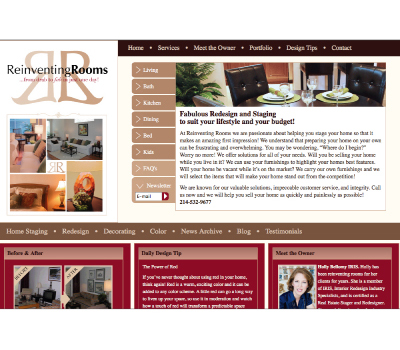 Home • Services • Meet the Owner • Portfolio • Design Tips • Contact
ReinventingRooms
RR
Living
Bath
Kitchen
Dining
Bed
Kids
FAQs
Newsletter
E-mail
Fabulous Redesign and Staging
to suit your lifestyle and your budget!
At Reinventing Rooms we are passionate about helping you stage your home so that it
makes an amazing first impression! We understand that preparing your home on your own
can be frustrating and overwhelming. You may be wondering, "Where do I begin?"
Worry no more! We offer solutions for all of your needs. Will you be selling your home
while you live in it? We can use your furnishings to highlight your homes best features.
Will your home be vacant while it's on the market? We carry our own furnishings and we
will select the items that will make your home stand out from the competition!
We are known for our valuable solutions, impeccable customer service, and integrity. Call
us now and we will help you sell your home as quickly and painlessly as possible!
214-532-9677
Home Staging • Redesign • Decorating • Color • News Archive • Blog • Testimonials
Before & After
BEFORE
AFTER
Daily Design Tip
The Power of Red
If you've never thought about using red in your home,
think again! Red is a warm, exciting color and it can be
added to any color scheme. A little red can go a long way
to from up your space, so use it in moderation and watch
how a touch of red will transform a predictable space
Meet the Owner:
Holly Bellomy IRIS. Holly has
been reinventing rooms for her
clients for years. She is a member
of IRIS, Interior Redesign Industry
Specialists, and is certified as a
Real Estate Stager and Redesigner.